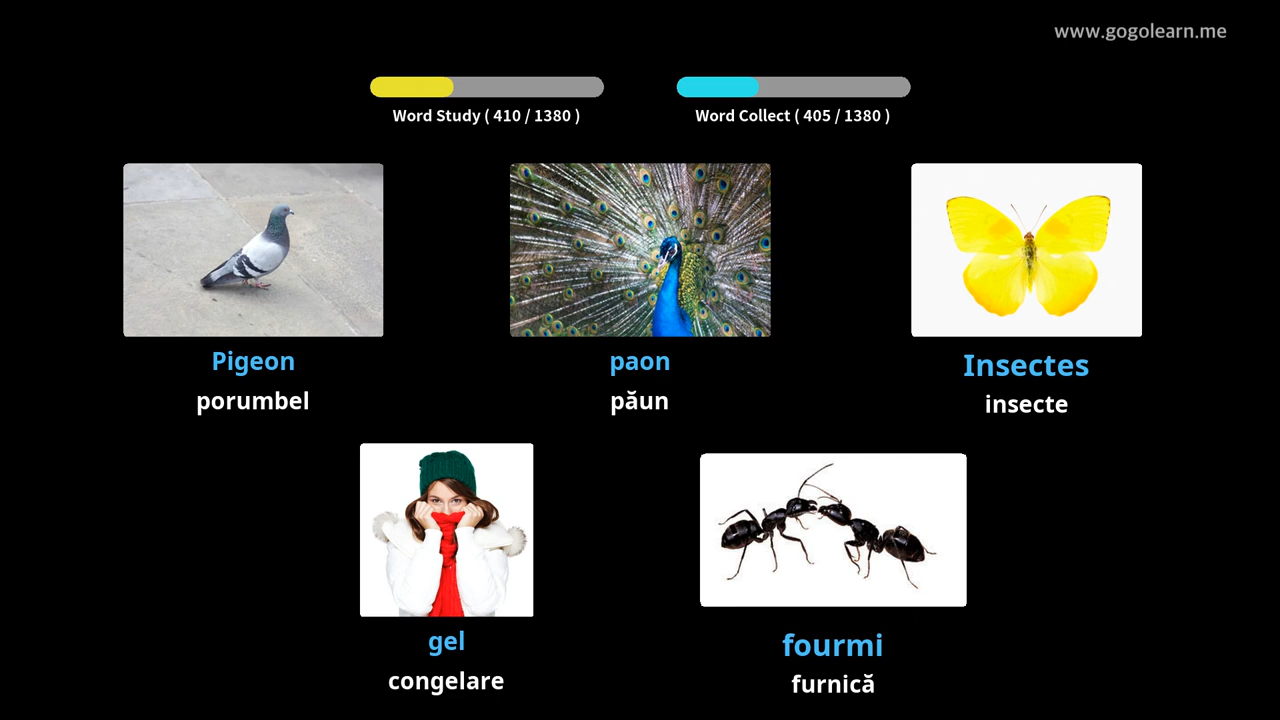 www.gogolearn.me
Word Study ( 410 / 1380 )
Word Collect ( 405 / 1380 )
Pigeon
porumbel
paon
păun
Insectes
insecte
gel
congelare
fourmi
furnică